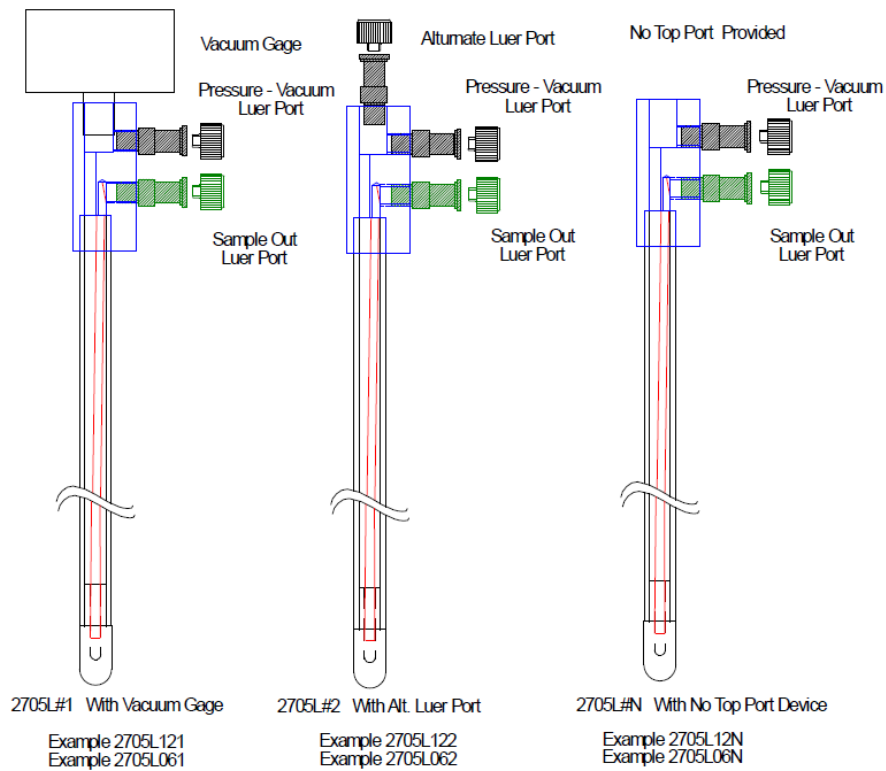 Vacuum Gage
Alternate Luer Port
No Top Port Provided
Pressure - Vacuum
Luer Port
Pressure - Vacuum
Luer Port
Pressure - Vacuum
Luer Port
Sample Out
Luer Port
Sample Out
Luer Port
Sample Out
Luer Port
2705L#1 With Vacuum Gage
2705L#2 With Alt. Luer Port
2705L#N With No Top Port Device
Example 2705L121
Example 2705L061
Example 2705L122
Example 2705L062
Example 2705L12N
Example 2705L06N